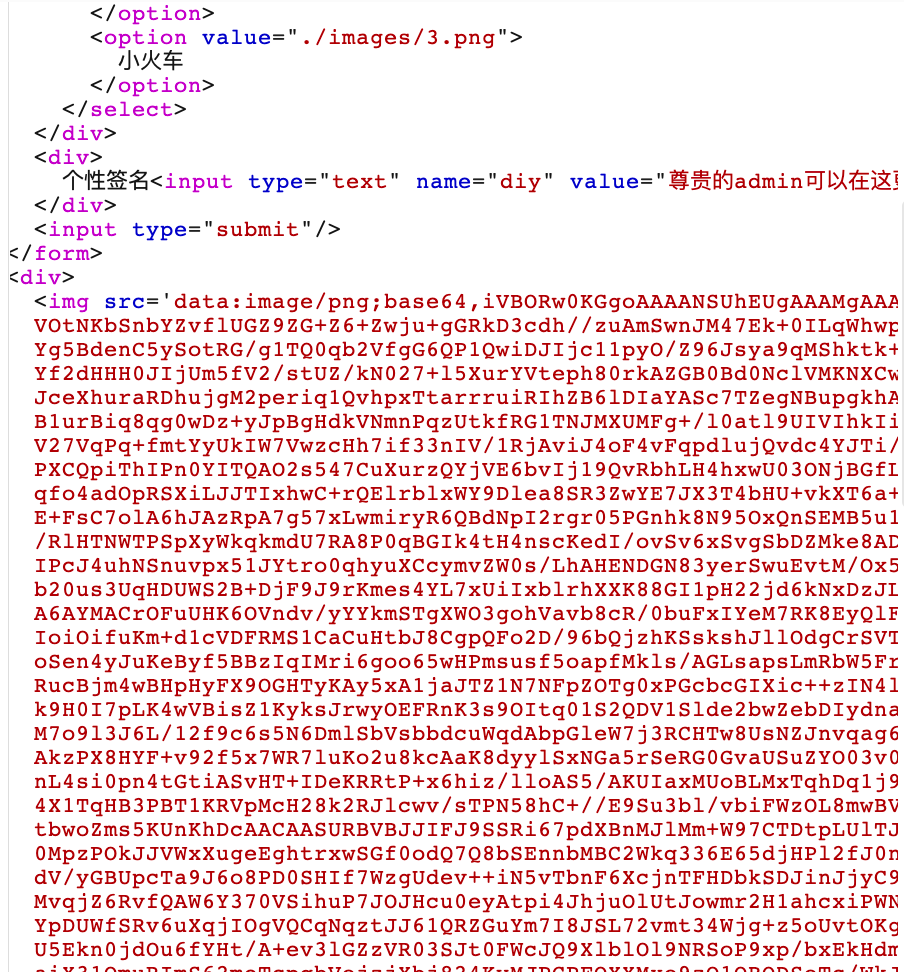 </option>
<option value="./images/3.png">
小火车
</option>
</select>
</div>
<div>
个性签名<input type="text" name="diy" value="尊贵的admin可以在这
</div>
<input type="submit"/>
</form>
<div>
<img src='data:image/png;base64,iVBORw0KGgoAAAANSUhEUgAAAMgAAA
VOtNKbSnbYZvflUGZ9ZG+Z6+Zwju+gGRkD3cdh//zuAmSwnJM47Ek+0ILqWhwp
Yg5BdenC5ySotRG/g1TQ0qb2VfgG6QP1QwiDJIjc11pyO/Z96Jsya9qMShktk+
Yf2dHHH0JIjUm5fV2/stUZ/kN027+l5XurYVteph80rkAZGB0Bd0NclVMKNXCw
JceXhuraRDhujgM2periq1QvhpxTtarrruiRIhZB6lDIaYASc7TZegNBupgkhA
B1urBiq8qg0wDz+yJpBgHdkVNmnPqzUtkfRG1TNJMXUMFg+/l0atl9UIVIhkIi
V27VqPq+fmtYyUkIW7VwzcHh7if33nIV/lRjAviJ4oF4vFqpdlujQvdc4YJTi/
PXCQpiThIPn0YITQAO2s547CuXurzQYjVE6bvIj19QvRbhLH4hxwU03ONjBGfL
qfo4adOpRSXiLJJTIxhwC+rQElrblxWY9Dlea8SR3ZwYE7JX3T4bHU+vkXT6a+
E+FsC7olA6hJAzRpA7g57xLwmiryR6QBdNpI2rgr05PGnhk8N95OxQnSEMB5u1
/RlHTNWTPSpXyWkqkmdU7RA8P0qBGIk4tH4nscKedI/ovSv6xSvgSbDZMke8AD
IPcJ4uhNSnuvpx51JYtro0qhyuXCcymvZW0s/LhAHENDGN83yerSwuEvtM/Ox5
b20us3UqHDUWS2B+DjF9J9rKmes4YL7xUiIxblrhXXK88GI1pH22jd6kNxDzJL
A6AYMACrOFuUHK6OVndv/yYYkmSTgXWO3gohVavb8cR/0buFxIYeM7RK8EyQlF
IoiOifuKm+d1cVDFRMS1CaCuHtbJ8CgpQFo2D/96bQjzhKSskshJllOdgCrSVT
oSen4yJuKeByf5BBzIqIMri6goo65wHPmsusf5oapfMkls/AGLsapsLmRbW5Fr
RucBjm4wBHpHyFX9OGHTyKAy5xA1jaJTZ1N7NFpZOTg0xPGcbcGIXic++zIN4l
k9H0I7pLK4wVBisZ1KyksJrwyOEFRnK3s9OItq01S2QDV1Slde2bwZebDIydna
M7o9l3J6L/12f9c6s5N6DmlSbVsbbdcuWqdAbpGleW7j3RCHTw8UsNZJnvqag6
AkzPX8HYF+v92f5x7WR7luKo2u8kcAaK8dyylSxNGa5rSeRG0GvaUSuZYO03v0
nL4si0pn4tGtiASvHT+IDeKRRtP+x6hiz/lloAS5/AKUIaxMUoBLMxTqhDq1j9
4X1TqHB3PBT1KRVpMcH28k2RJlcwv/sTPN58hC+//E9Su3bl/vbiFWzOL8mwBV
tbwoZms5KUnKhDcAACAASURBVBJJIFJ9SSRi67pdXBnMJlMm+W97CTDtpLUlTJ
0MpzPOkJJVWxXugeEghtrxwSGf0odQ7Q8bSEnnbMBC2Wkq336E65djHPl2fJ0n
dV/yGBUpcTa9J6o8PD0SHIf7WzgUdev++iN5vTbnF6XcjnTFHDbkSDJinJjyC9
MvqjZ6RvfQAW6Y370VSihuP7JOJHcu0eyAtpi4JhjuOlUtJowmr2H1ahcxiPWN
YpDUWfSRv6uXqjIOgVQCqNqztJJ61QRZGuYm7I8JSL72vmt34Wjg+z5oUvtOKg
U5Ekn0jdOu6fYHt/A+ev3lGZzVR03SJt0FWcJQ9XlblOl9NRSoP9xp/bxEkHdm